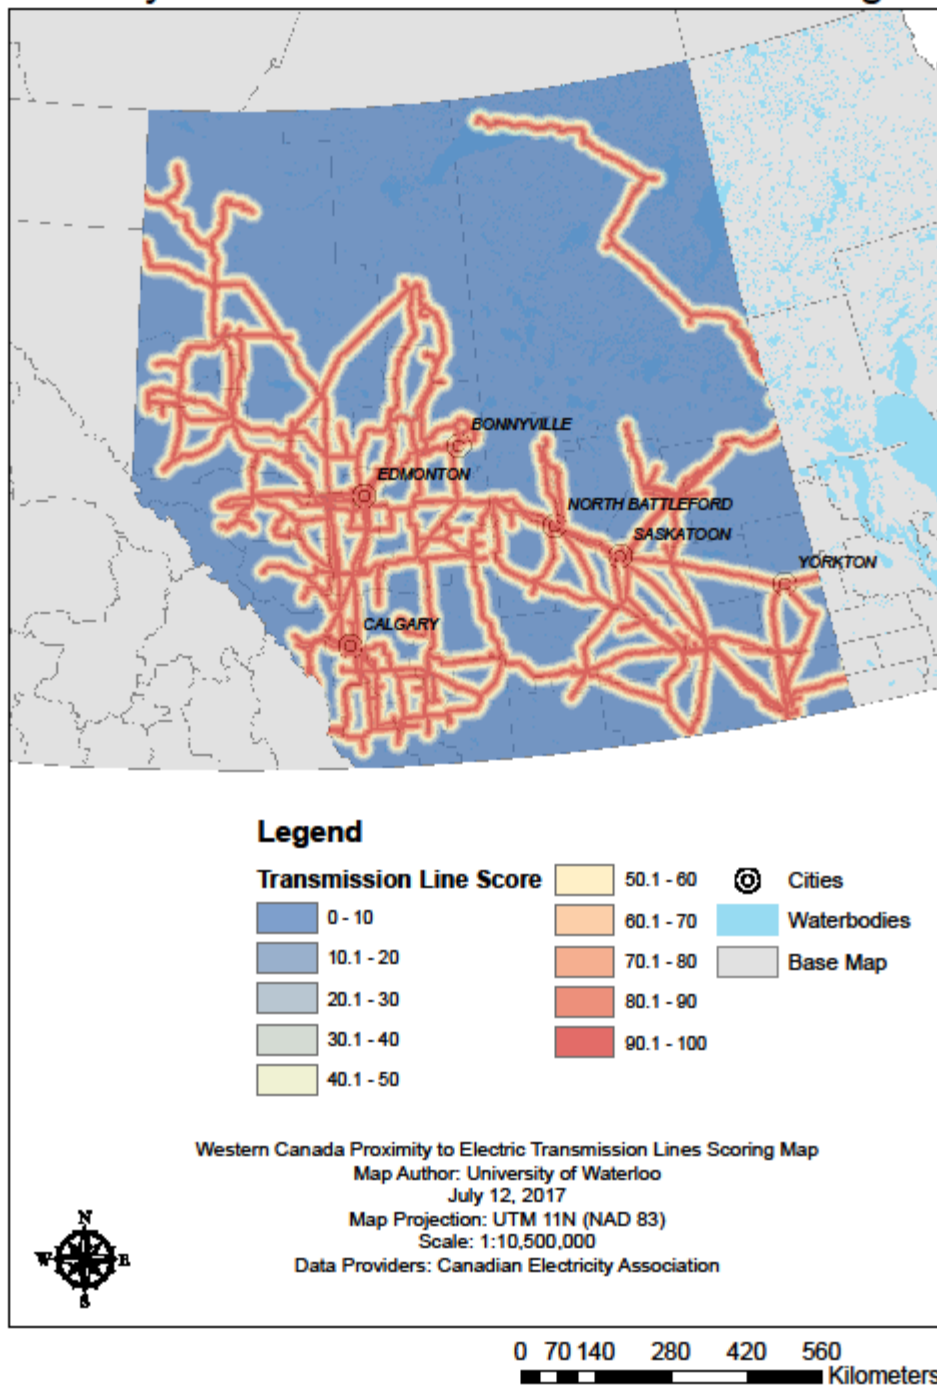 BONNYVILLE
EDMONTON
NORTH BATTLEFORD
SASKATOON
YORKTON
CALGARY
Legend
Transmission Line Score
0 - 10
10.1 - 20
20.1 - 30
30.1 - 40
40.1 - 50
50.1 - 60
60.1 - 70
70.1 - 80
80.1 - 90
90.1 - 100
Cities
Waterbodies
Base Map
Western Canada Proximity to Electric Transmission Lines Scoring Map
Map Author: University of Waterloo
July 12, 2017
Map Projection: UTM 11N (NAD 83)
Scale: 1:10,500,000
Data Providers: Canadian Electricity Association
N
W E
S
0 70 140 280 420 560
Kilometers